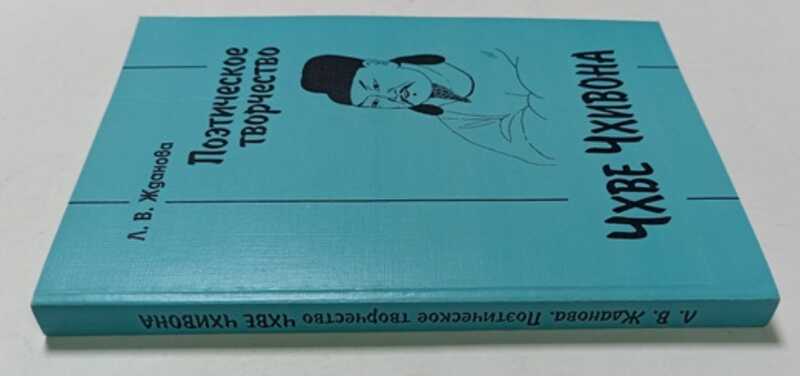 Л. В. Жданова
Поэтическое
творчество
ЧХВЕ ЧХИВОНА
Л. В. Жданова. Поэтическое творчество ЧХВЕ ЧХИВОНА